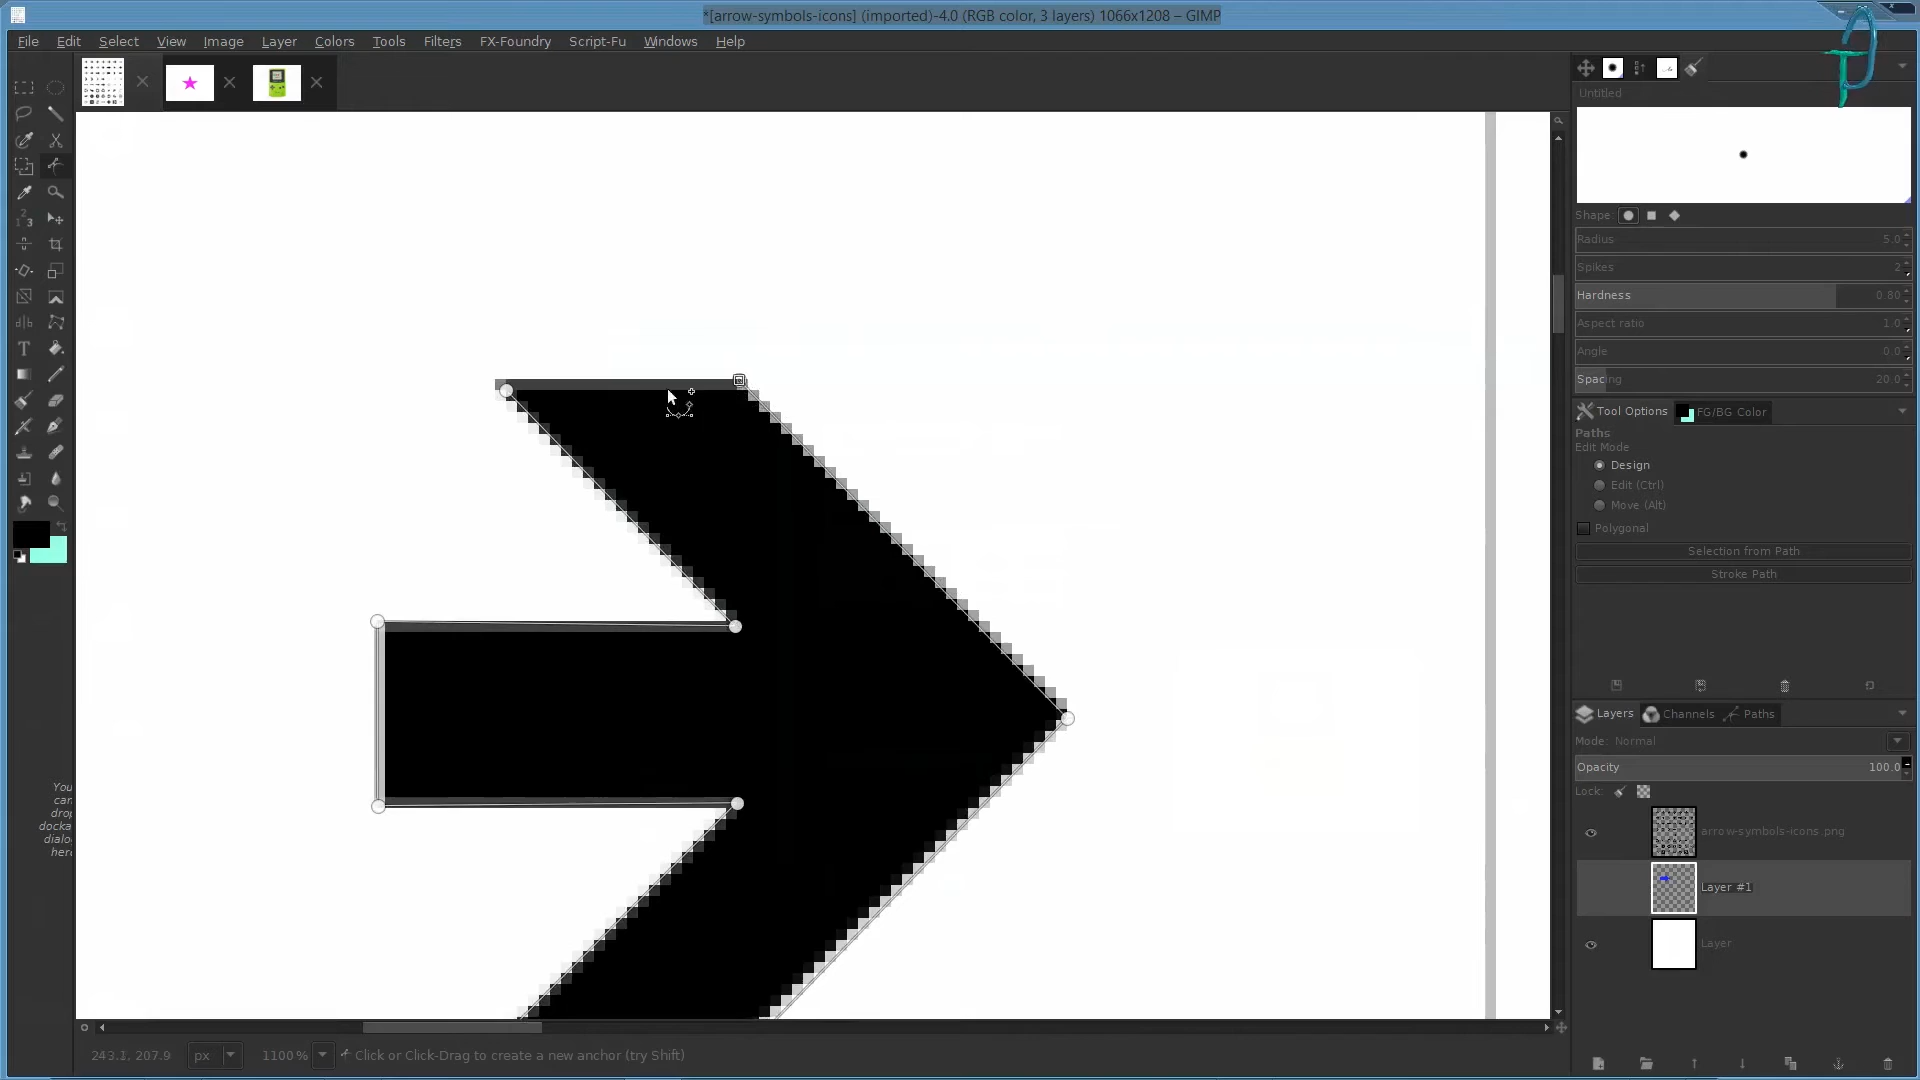 *[arrow-symbols-icons] (imported)-4.0 (RGB color, 3 layers) 1066x1208 – GIMP
File Edit Select View Image Layer Colors Tools Filters FX-Foundry Script-Fu Windows Help
Untitled
Shape:
Radius 5.0
Spikes 2
Hardness 0.80
Aspect ratio 1.0
Angle 0.0
Spacing 20.0
Tool Options FG/BG Color
Paths
Edit Mode
Design
Edit (Ctrl)
Move (Alt)
Polygonal
Selection from Path
Stroke Path
Layers Channels Paths
Mode: Normal
Opacity 100.0
Lock:
arrow-symbols-icons.png
Layer #1
Layer
You
can
drop
docka
dialo
here
243.1, 207.9 px 1100% Click or Click-Drag to create a new anchor (try Shift)